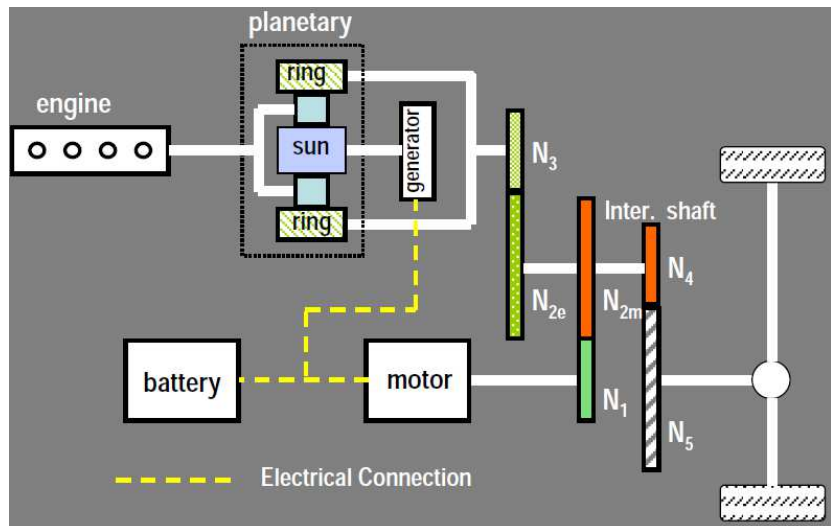 planetary
ring
engine
sun
generator
N3
ring
Inter. shaft
N4
N2e
N2m
battery
motor
N1
N5
Electrical Connection